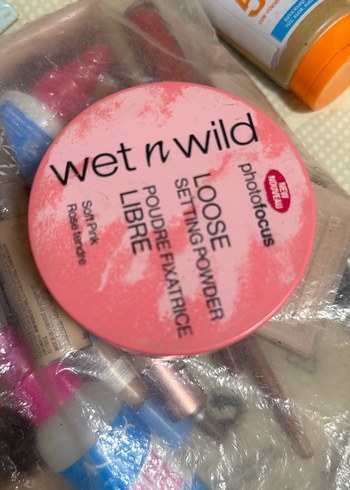 wet n wild
photofocus
NEW
NOUVEAU
LOOSE
SETTING POWDER
POUDRE FIXATRICE
LIBRE
Soft Pink
Rose tendre